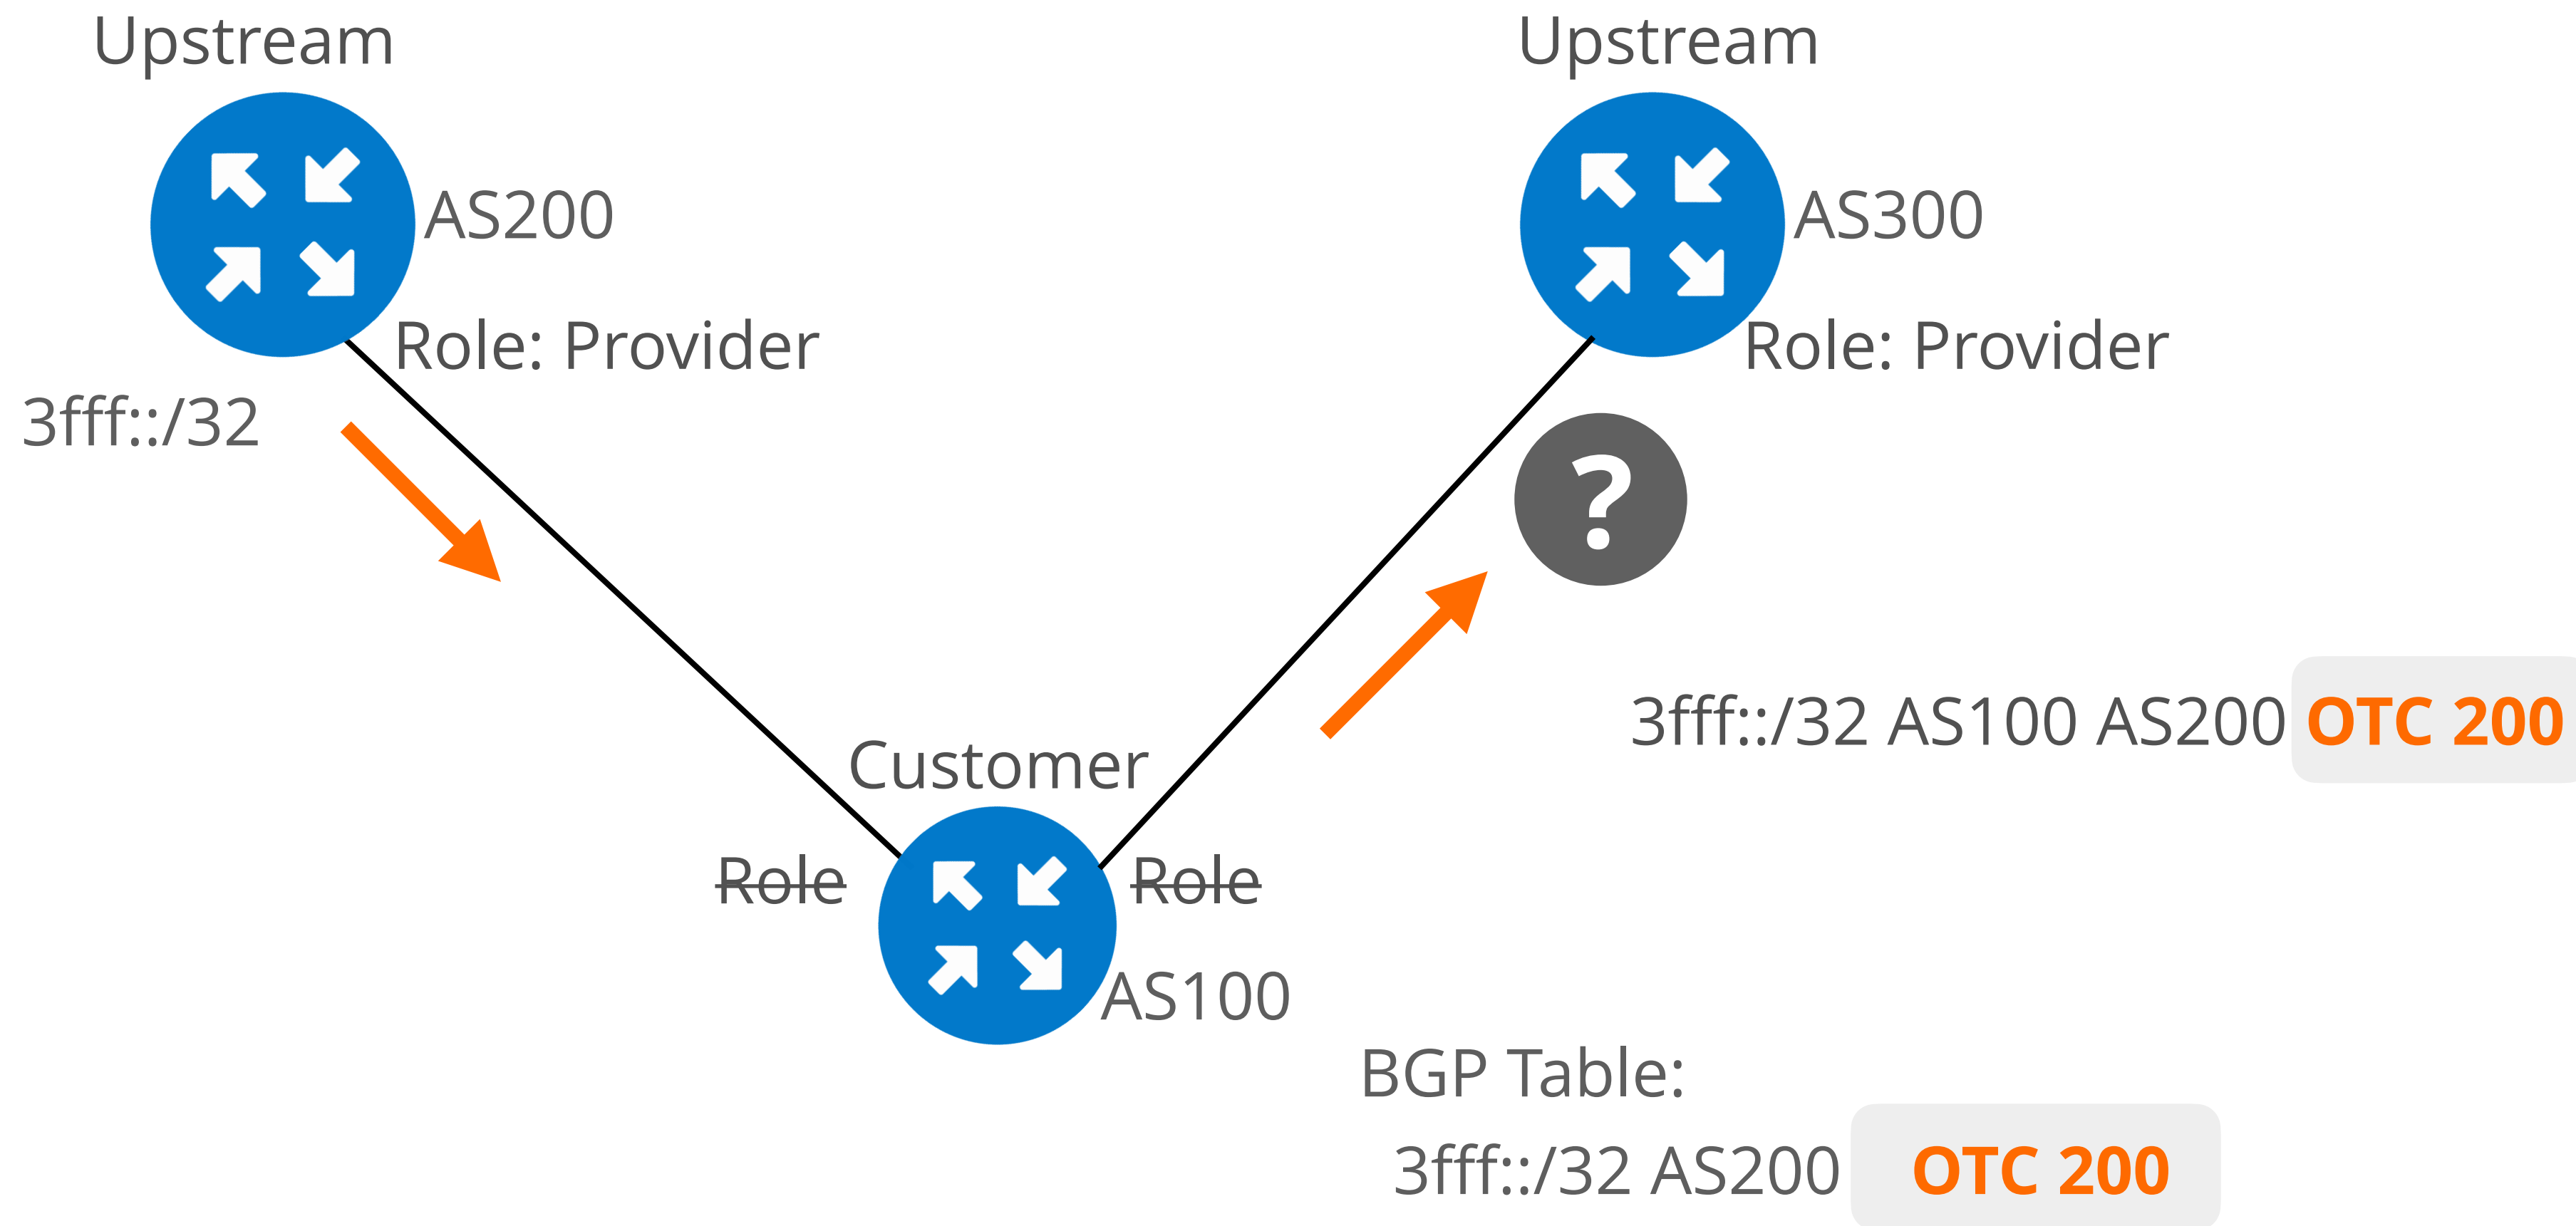 Upstream
Upstream
AS200
AS300
Role: Provider
Role: Provider
3fff::/32
?
3fff::/32 AS100 AS200 OTC 200
Customer
Role
Role
AS100
BGP Table:
3fff::/32 AS200 OTC 200